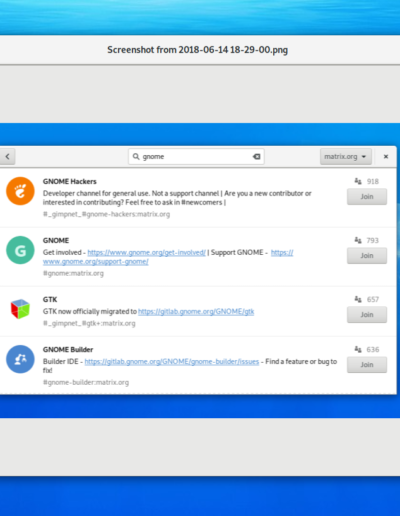 Screenshot from 2018-06-14 18-29-00.png
gnome
matrix.org
GNOME Hackers
918
Developer channel for general use. Not a support channel | Are you a new contributor or
interested in contributing? Feel free to ask in #newcomers |
Join
#_gimpnet_#gnome-hackers:matrix.org
G
GNOME
793
Get involved - https://www.gnome.org/get-involved/ | Support GNOME - https://
www.gnome.org/support-gnome/
Join
#gnome:matrix.org
GTK
657
GTK now officially migrated to https://gitlab.gnome.org/GNOME/gtk
Join
#_gimpnet_#gtk+:matrix.org
GNOME Builder
636
Builder IDE - https://gitlab.gnome.org/GNOME/gnome-builder/issues - Find a feature or bug to
fix!
Join
#gnome-builder:matrix.org